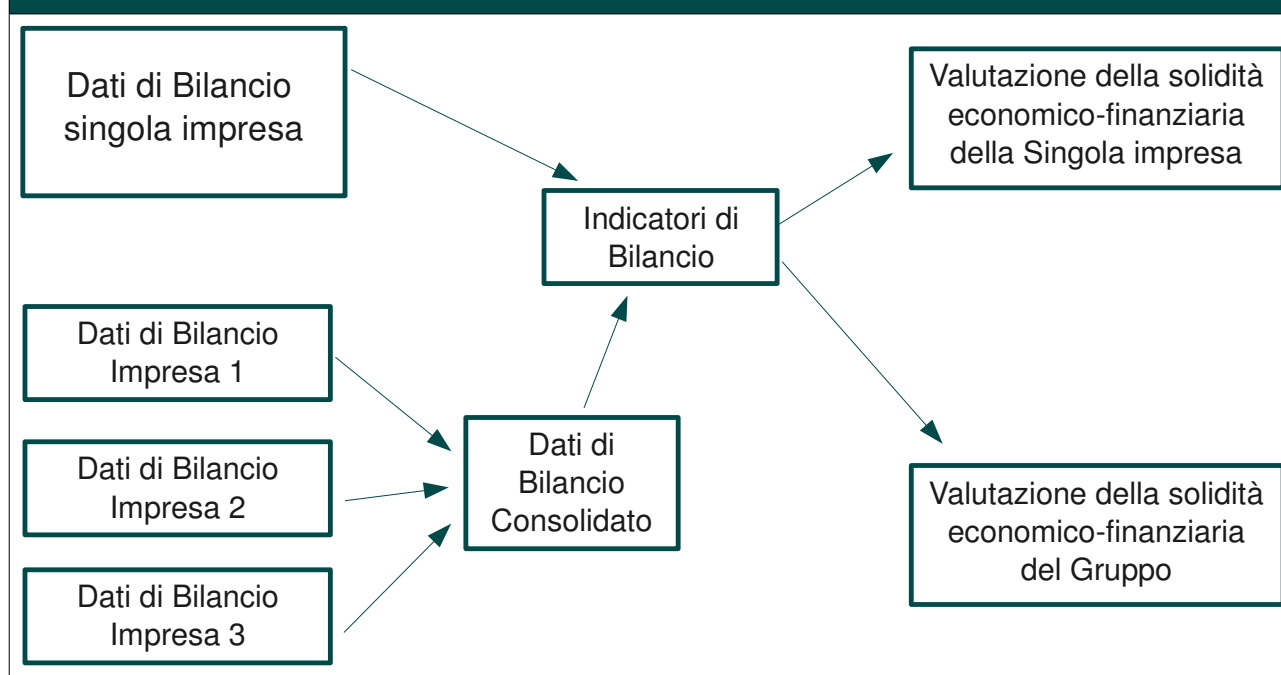 Dati di Bilancio
singola impresa
Valutazione della solidità
economico-finanziaria
della Singola impresa
Indicatori di
Bilancio
Dati di Bilancio
Impresa 1
Dati di Bilancio
Impresa 2
Dati di Bilancio
Impresa 3
Dati di
Bilancio
Consolidato
Valutazione della solidità
economico-finanziaria
del Gruppo